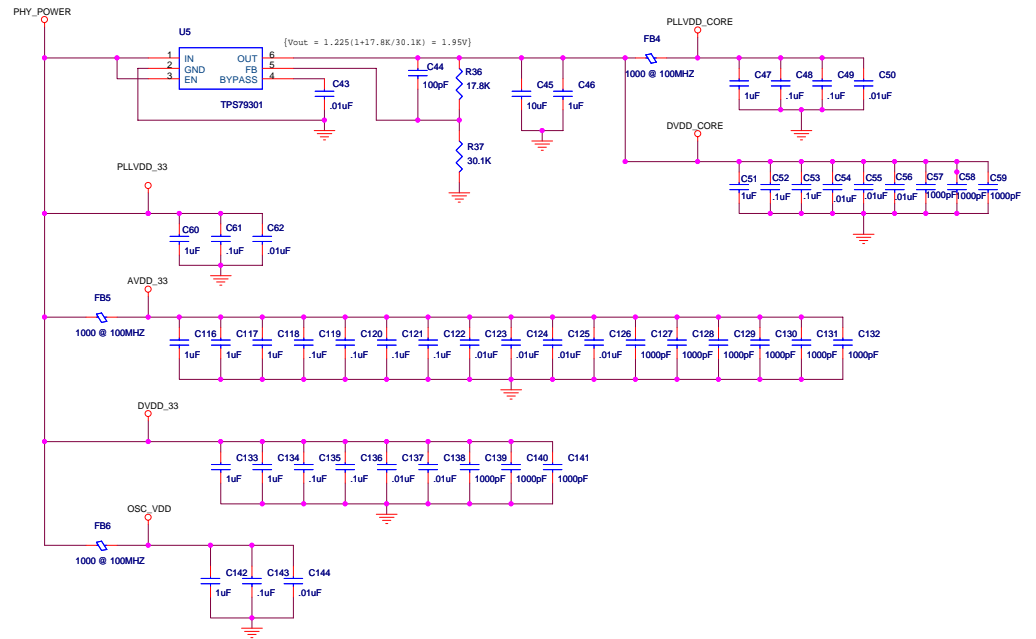 PHY_POWER
U5
{Vout = 1.225(1+17.8K/30.1K) = 1.95V}
PLLVDD_CORE
FB4
1000 @ 100MHZ
1 IN OUT 6
2 GND FB 5
3 EN BYPASS 4
TPS79301
C43
.01uF
C44
100pF
R36
17.8K
R37
30.1K
C45
10uF
C46
1uF
C47
1uF
C48
.1uF
C49
.1uF
C50
.01uF
DVDD_CORE
C51
1uF
C52
.1uF
C53
.1uF
C54
.01uF
C55
.01uF
C56
.01uF
C57
1000pF
C58
1000pF
C59
1000pF
PLLVDD_33
C60
1uF
C61
.1uF
C62
.01uF
AVDD_33
FB5
1000 @ 100MHZ
C116
1uF
C117
1uF
C118
1uF
C119
.1uF
C120
.1uF
C121
.1uF
C122
.1uF
C123
.01uF
C124
.01uF
C125
.01uF
C126
.01uF
C127
1000pF
C128
1000pF
C129
1000pF
C130
1000pF
C131
1000pF
C132
1000pF
DVDD_33
C133
1uF
C134
1uF
C135
.1uF
C136
.1uF
C137
.01uF
C138
.01uF
C139
1000pF
C140
1000pF
C141
1000pF
OSC_VDD
FB6
1000 @ 100MHZ
C142
1uF
C143
.1uF
C144
.01uF